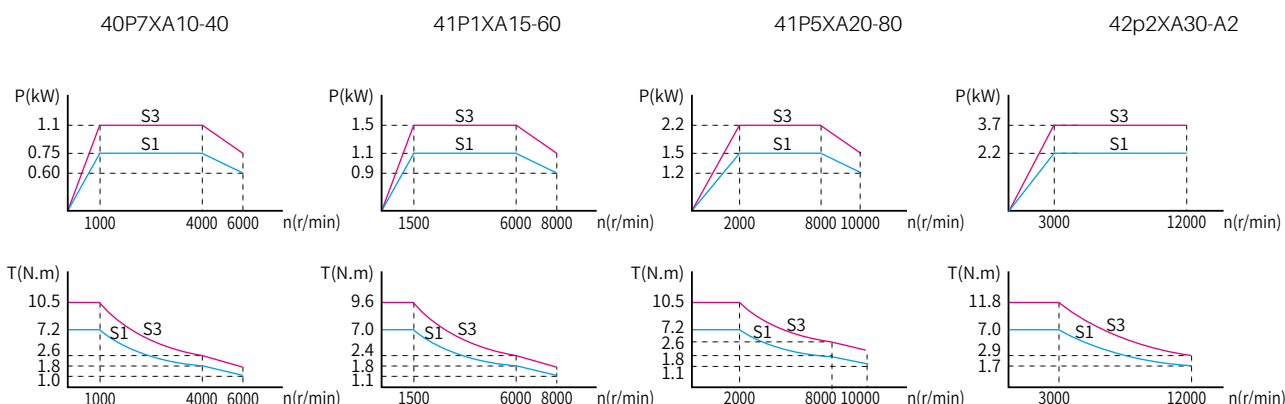 40P7XA10-40 41P1XA15-60 41P5XA20-80 42p2XA30-A2
P(kW) P(kW) P(kW) P(kW)
S3 S3 S3 S3
1.1 1.5 2.2 3.7
S1 S1 S1 S1
0.75 1.1 1.5 2.2
0.60 0.9 1.2
1000 4000 6000 n(r/min) 1500 6000 8000 n(r/min) 2000 8000 10000 n(r/min) 3000 12000 n(r/min)
T(N.m) T(N.m) T(N.m) T(N.m)
10.5 9.6 10.5 11.8
7.2 S1 S3 7.0 S1 S3 7.2 S1 S3 7.0 S1 S3
2.6 2.4 2.6 2.9
1.8 1.8 1.8 1.7
1.0 1.1 1.1
1000 4000 6000 n(r/min) 1500 6000 8000 n(r/min) 2000 8000 10000 n(r/min) 3000 12000 n(r/min)